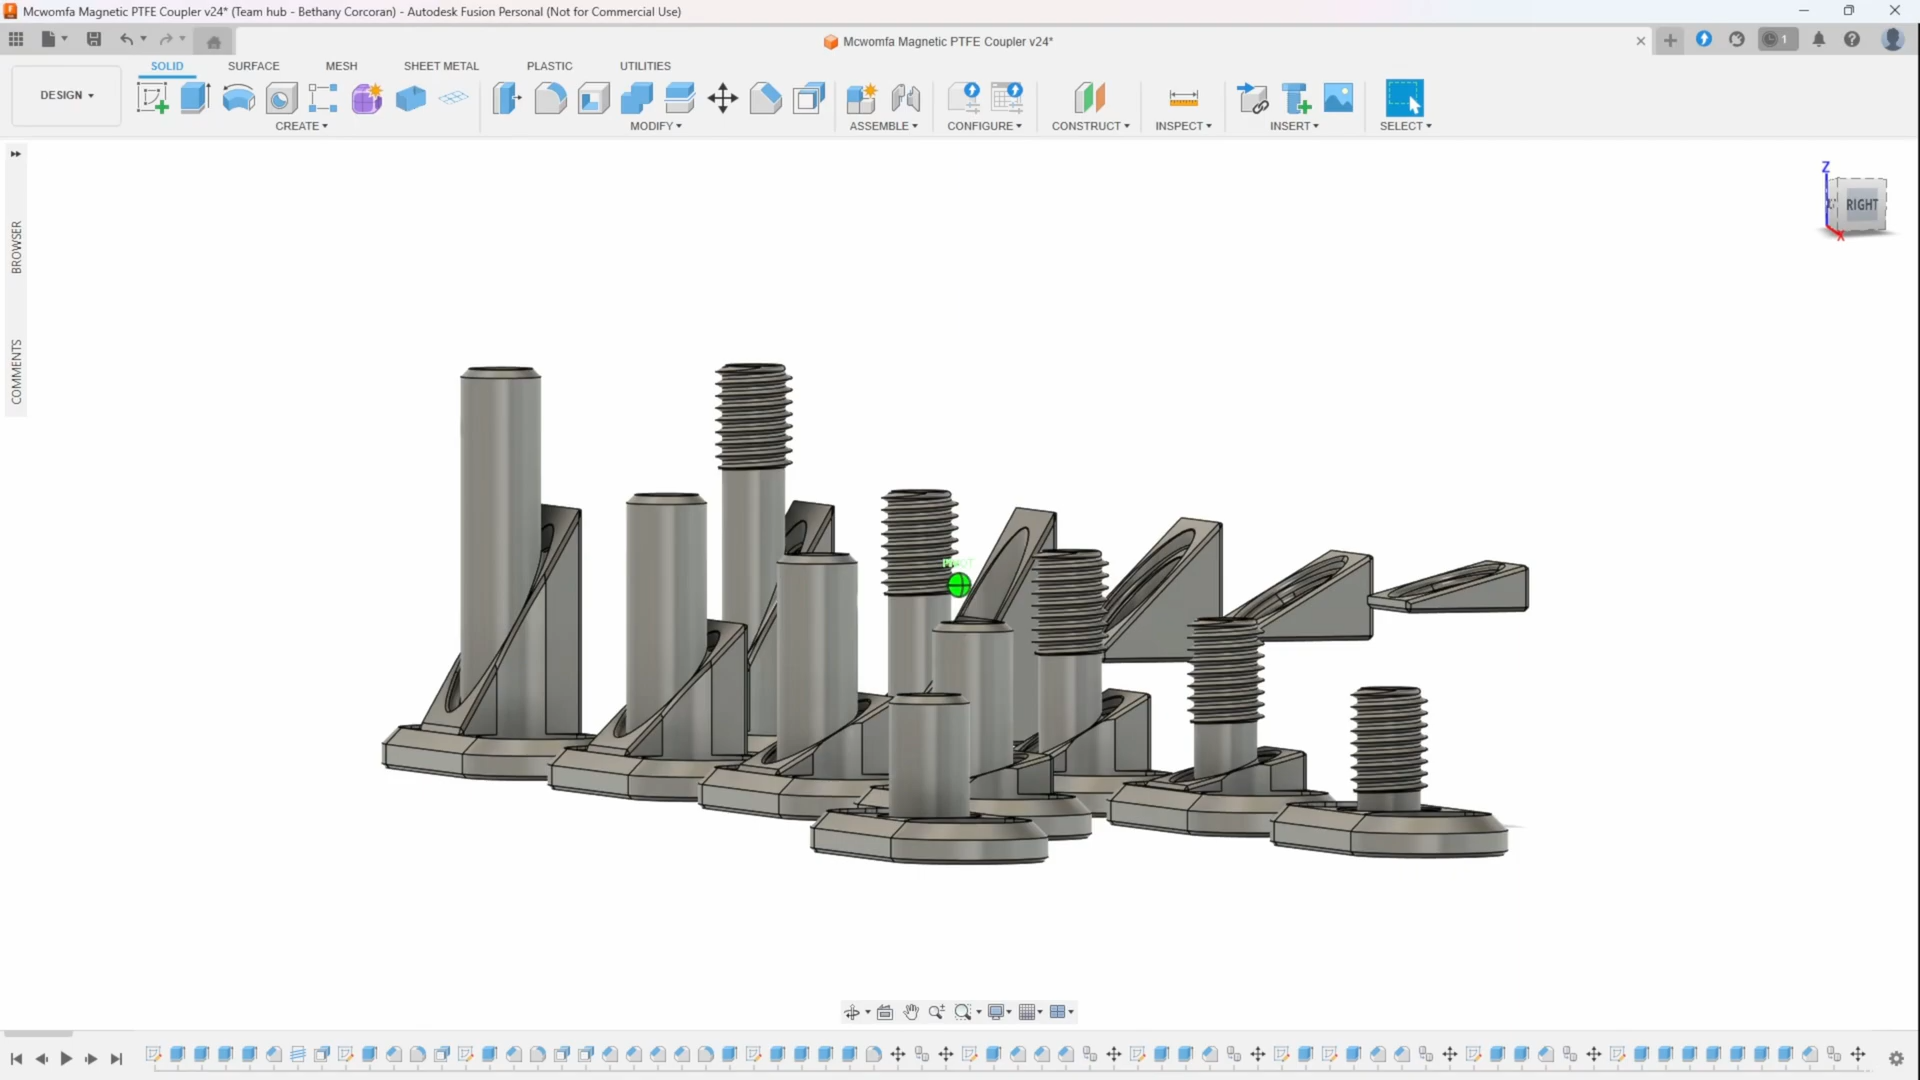 Mcwomfa Magnetic PTFE Coupler v24* (Team hub - Bethany Corcoran) - Autodesk Fusion Personal (Not for Commercial Use)
Mcwomfa Magnetic PTFE Coupler v24*
1
SOLID SURFACE MESH SHEET METAL PLASTIC UTILITIES
DESIGN
CREATE MODIFY ASSEMBLE CONFIGURE CONSTRUCT INSPECT INSERT SELECT
BROWSER
COMMENTS
Z
RIGHT
X
PIVOT